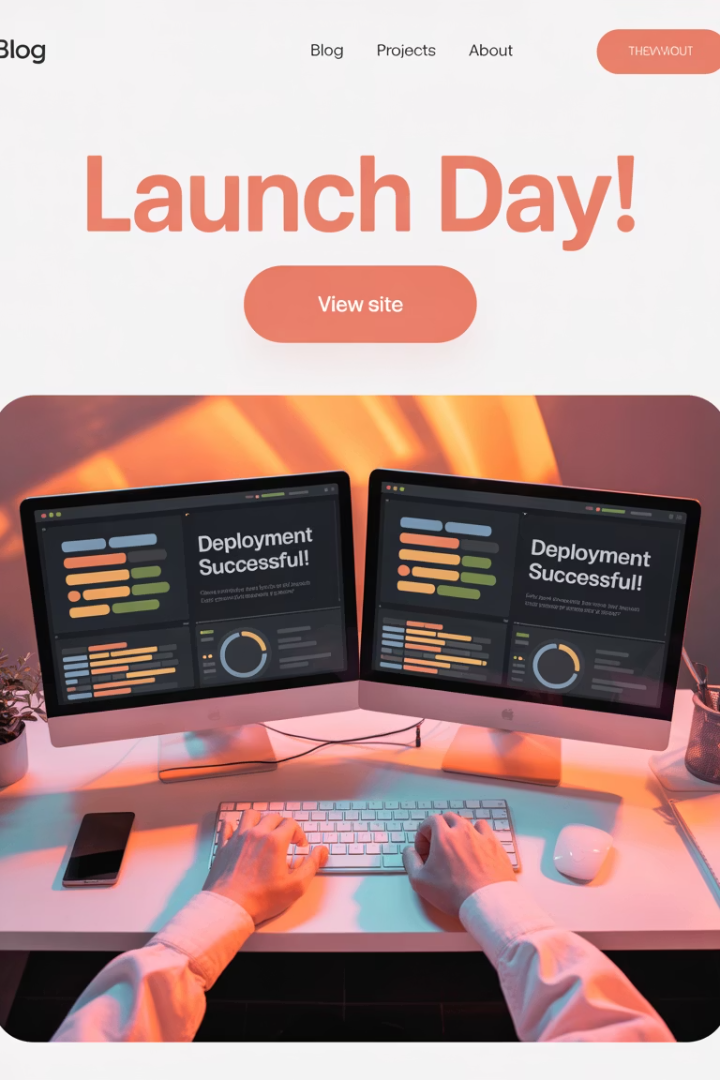 Blog
Blog Projects About
Launch Day!
View site
Deployment
Successful!
Deployment
Successful!